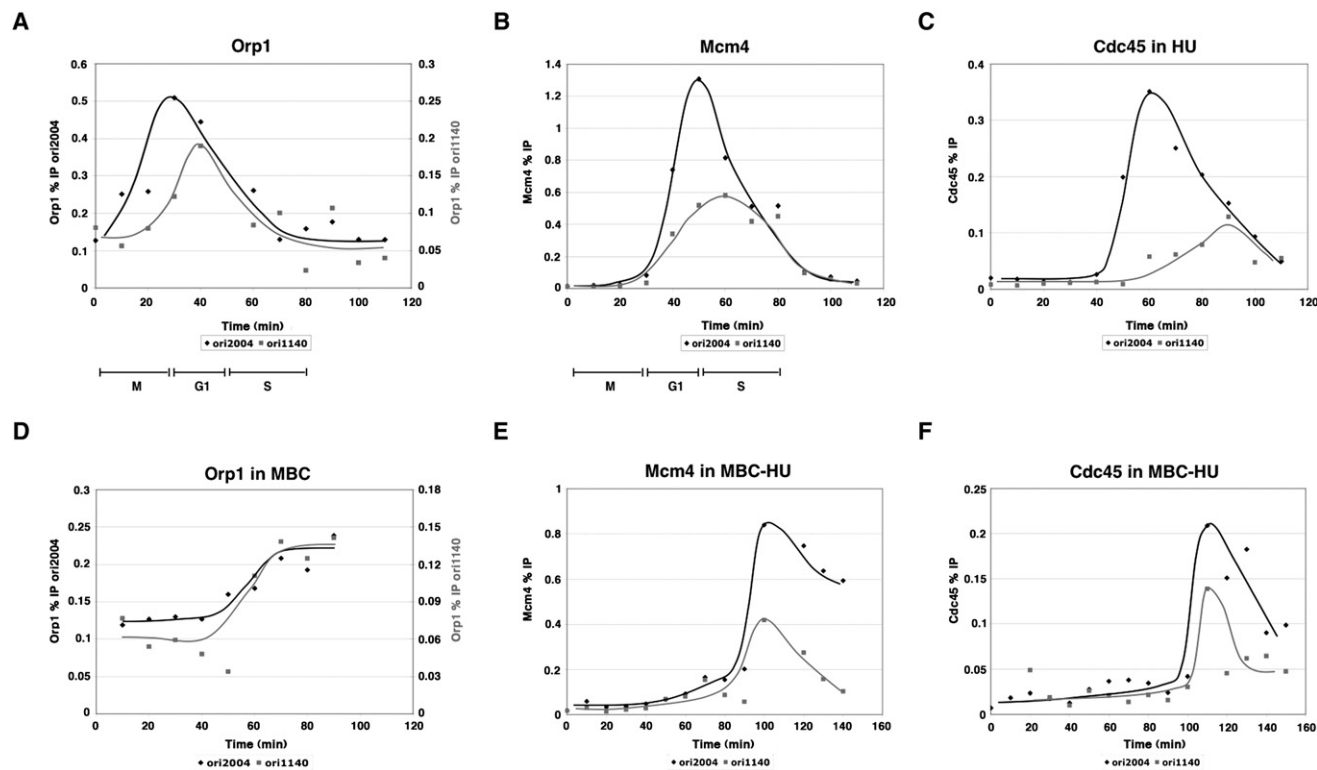 A
Orp1
Orp1 % IP ori2004
0.6
0.5
0.4
0.3
0.2
0.1
0
0.3
0.25
0.2
0.15
0.1
0.05
0
Orp1 % IP ori1140
0 20 40 60 80 100 120
Time (min)
ori2004 ori1140
M G1 S
B
Mcm4
Mcm4 % IP
1.4
1.2
1.0
0.8
0.6
0.4
0.2
0
0 20 40 60 80 100 120
Time (min)
ori2004 ori1140
M G1 S
C
Cdc45 in HU
Cdc45 % IP
0.4
0.3
0.2
0.1
0
0 20 40 60 80 100 120
Time (min)
ori2004 ori1140
D
Orp1 in MBC
Orp1 % IP ori2004
0.3
0.25
0.2
0.15
0.1
0.05
0
0.18
0.15
0.12
0.09
0.06
0.03
0
Orp1 % IP ori1140
0 20 40 60 80 100 120
Time (min)
ori2004 ori1140
E
Mcm4 in MBC-HU
Mcm4 % IP
1
0.8
0.6
0.4
0.2
0
0 20 40 60 80 100 120 140 160
Time (min)
ori2004 ori1140
F
Cdc45 in MBC-HU
Cdc45 % IP
0.25
0.2
0.15
0.1
0.05
0
0 20 40 60 80 100 120 140 160
Time (min)
ori2004 ori1140